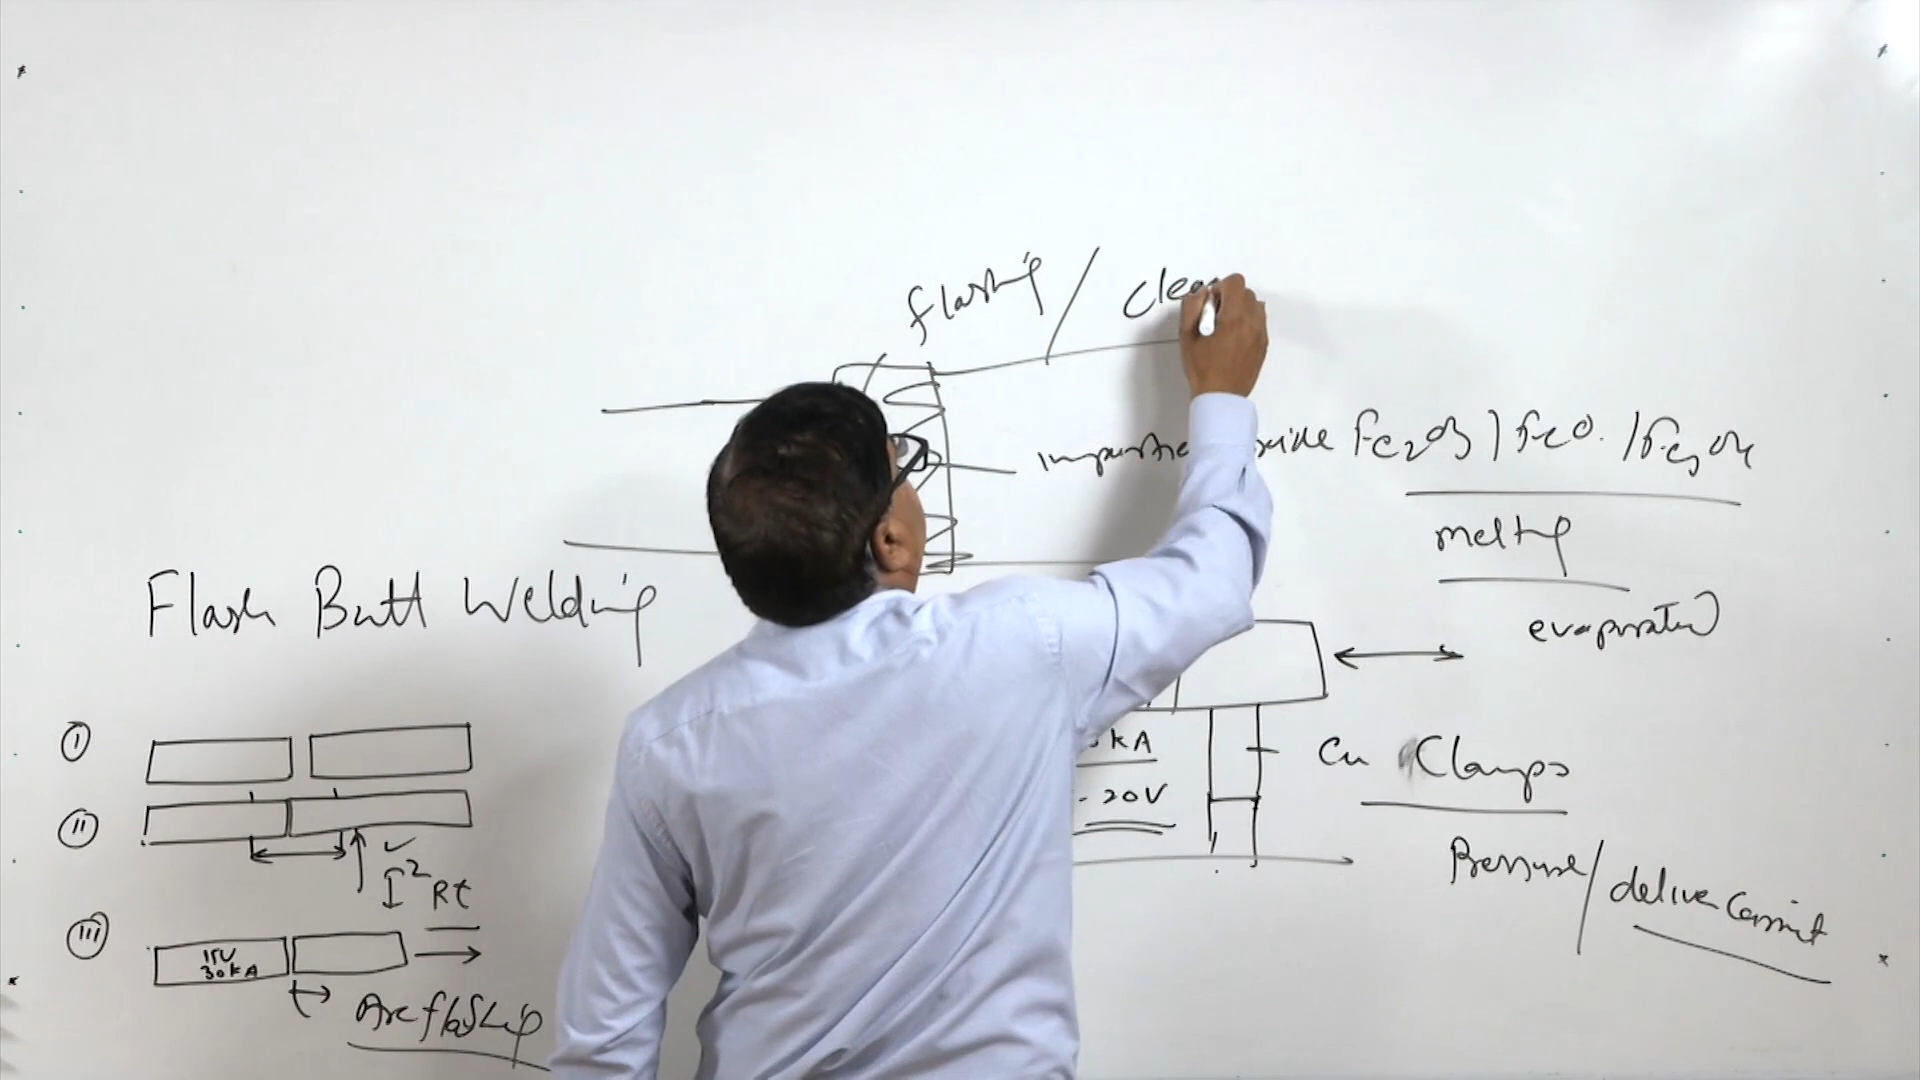 flashing / clea
impurities oxide Fe2O3 / FeO. / Fe3O4
melting
evaporated
Flash Butt Welding
I
II
I²Rt
III
15V
30kA
Arc flashing
kA
- 20V
Cu Clamps
Pressure / deliver Current